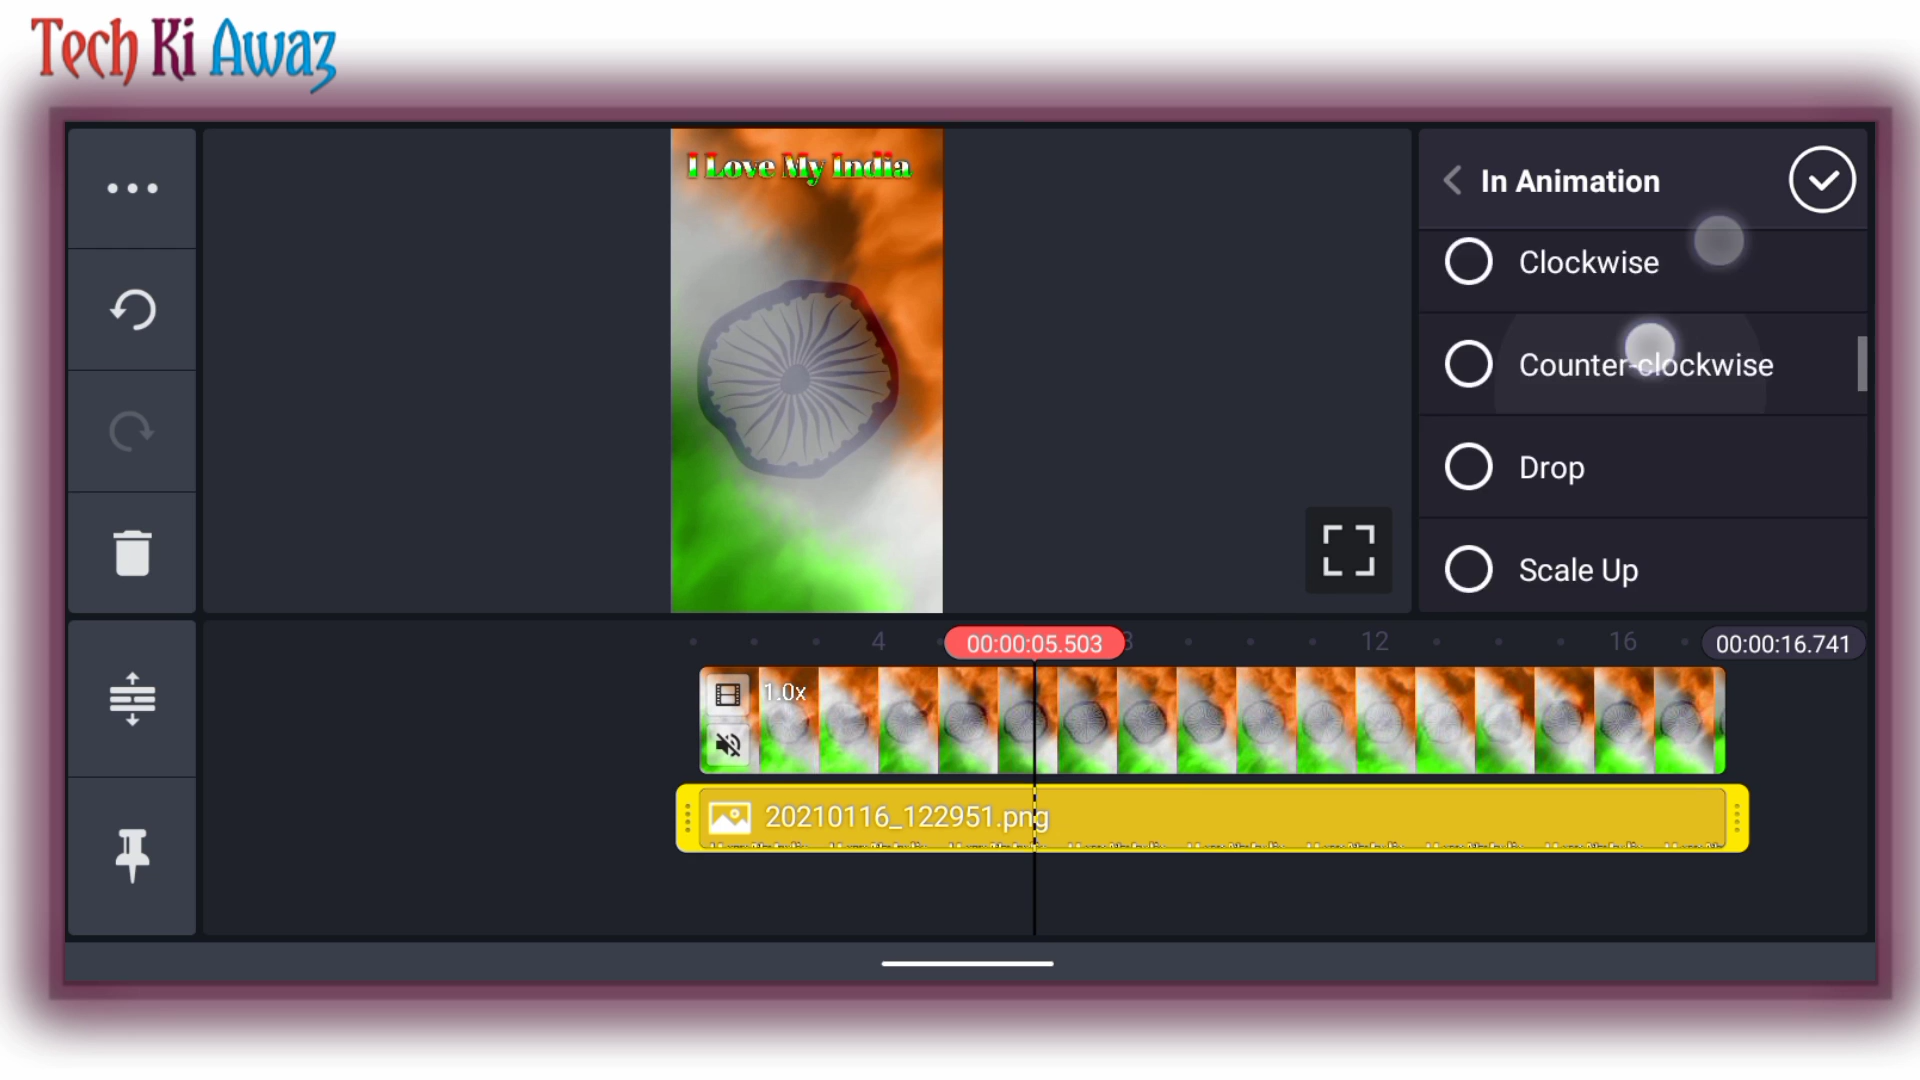 Tech Ki Awaz
I Love My India
In Animation
Clockwise
Counter-clockwise
Drop
Scale Up
4
00:00:05.503
8
12
16
00:00:16.741
1.0x
20210116_122951.png